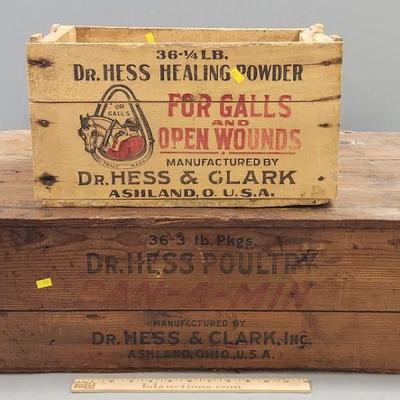 36-¼ LB.
DR. HESS HEALING POWDER
FOR GALLS
AND
OPEN WOUNDS
MANUFACTURED BY
DR. HESS & CLARK
ASHLAND, O. U.S.A.
OR
GALLS
TRADE MARK
36-3 lb. Pkgs.
DR. HESS POULTRY
PAN-A-MIN
MANUFACTURED BY
DR. HESS & CLARK, INC.
ASHLAND, OHIO., U.S.A.